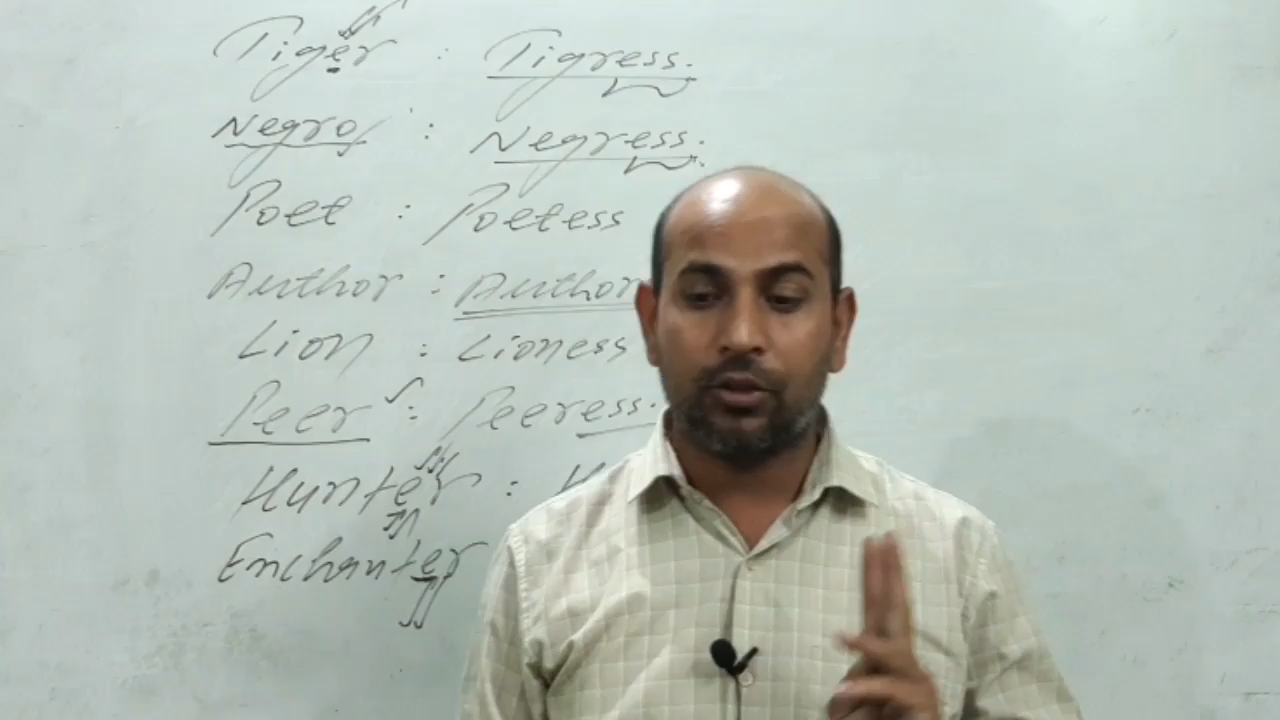 Tiger : Tigress.
Negro : Negress.
Poet : Poetess
Author : Author
Lion : Lioness
Peer : Peeress.
Hunter : H
Enchanter